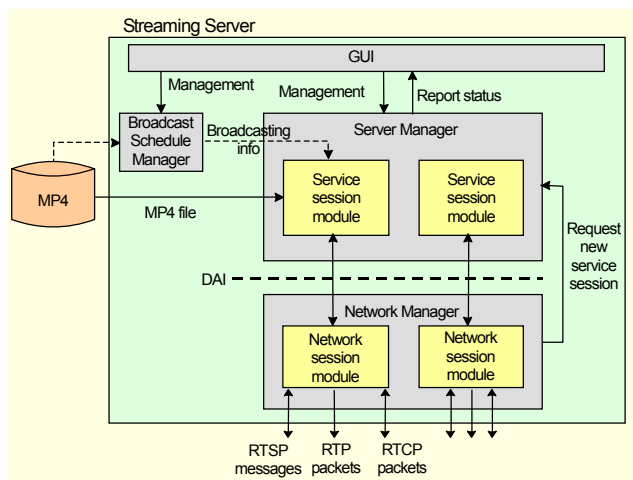 Streaming Server
GUI
Management
Management
Report status
Broadcast
Schedule
Manager
Broadcasting
info
Server Manager
Service
session
module
Service
session
module
MP4
MP4 file
Request
new
service
session
DAI
Network Manager
Network
session
module
Network
session
module
RTSP
messages
RTP
packets
RTCP
packets